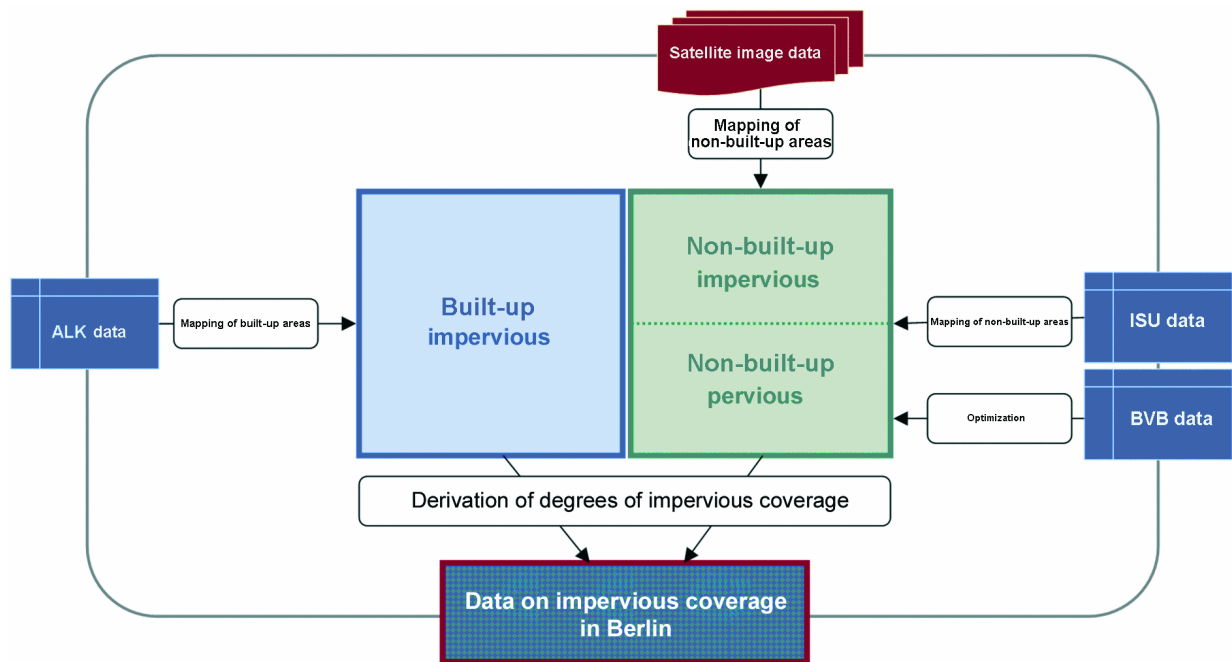 Satellite image data
Mapping of
non-built-up areas
Built-up
impervious
Non-built-up
impervious
Non-built-up
pervious
ALK data
Mapping of built-up areas
Mapping of non-built-up areas
ISU data
Optimization
BVB data
Derivation of degrees of impervious coverage
Data on impervious coverage
in Berlin